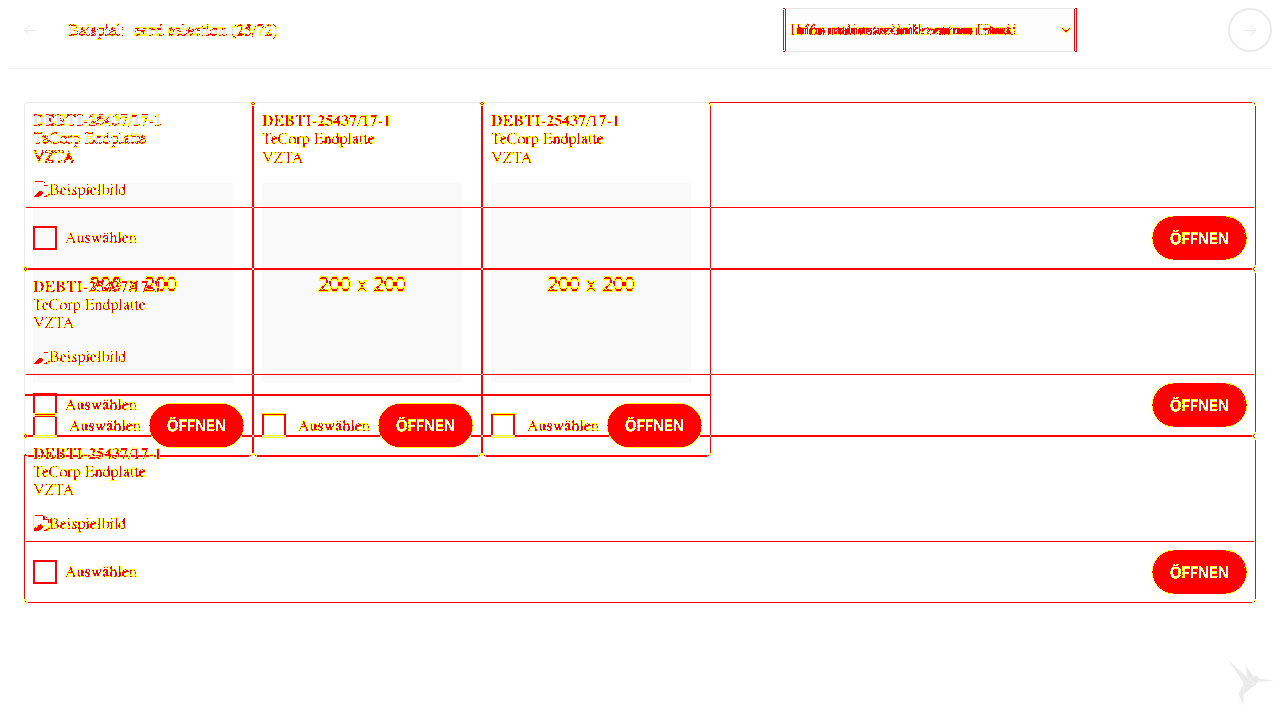 Beispiel: card selection (25/72)
DEBTI-25437/17-1
TeCorp Endplatte
VZTA
DEBTI-25437/17-1
TeCorp Endplatte
VZTA
DEBTI-25437/17-1
TeCorp Endplatte
VZTA
Beispielbild
Auswählen
ÖFFNEN
200 x 200
200 x 200
200 x 200
DEBTI-25437/17-1
TeCorp Endplatte
VZTA
Beispielbild
Auswählen
ÖFFNEN
Auswählen
ÖFFNEN
Auswählen
ÖFFNEN
Auswählen
ÖFFNEN
DEBTI-25437/17-1
TeCorp Endplatte
VZTA
Beispielbild
Auswählen
ÖFFNEN